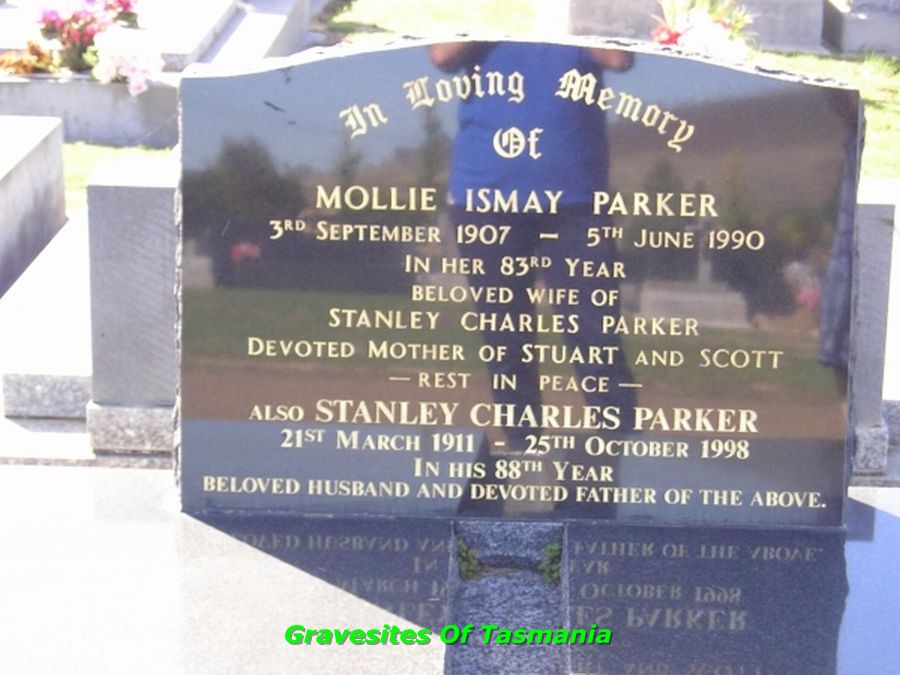 In Loving Memory
Of
MOLLIE ISMAY PARKER
3RD SEPTEMBER 1907 — 5TH JUNE 1990
IN HER 83RD YEAR
BELOVED WIFE OF
STANLEY CHARLES PARKER
DEVOTED MOTHER OF STUART AND SCOTT
— REST IN PEACE —
ALSO STANLEY CHARLES PARKER
21ST MARCH 1911 - 25TH OCTOBER 1998
IN HIS 88TH YEAR
BELOVED HUSBAND AND DEVOTED FATHER OF THE ABOVE.
Gravesites Of Tasmania